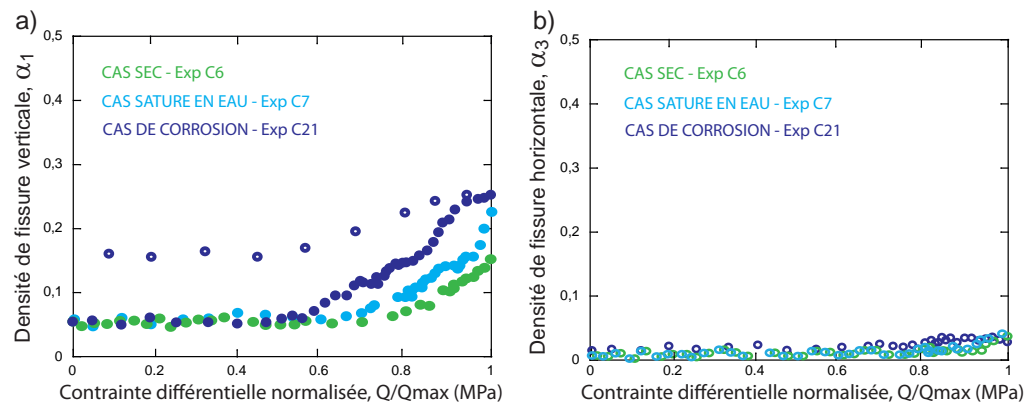 a)
Densité de fissure verticale, α1
0,5
0,4
0,3
0,2
0,1
0
CAS SEC - Exp C6
CAS SATURE EN EAU - Exp C7
CAS DE CORROSION - Exp C21
0
0.2
0.4
0.6
0.8
1
Contrainte différentielle normalisée, Q/Qmax (MPa)
b)
Densité de fissure horizontale, α3
0,5
0,4
0,3
0,2
0,1
0
CAS SEC - Exp C6
CAS SATURE EN EAU - Exp C7
CAS DE CORROSION - Exp C21
0
0.2
0.4
0.6
0.8
1
Contrainte différentielle normalisée, Q/Qmax (MPa)